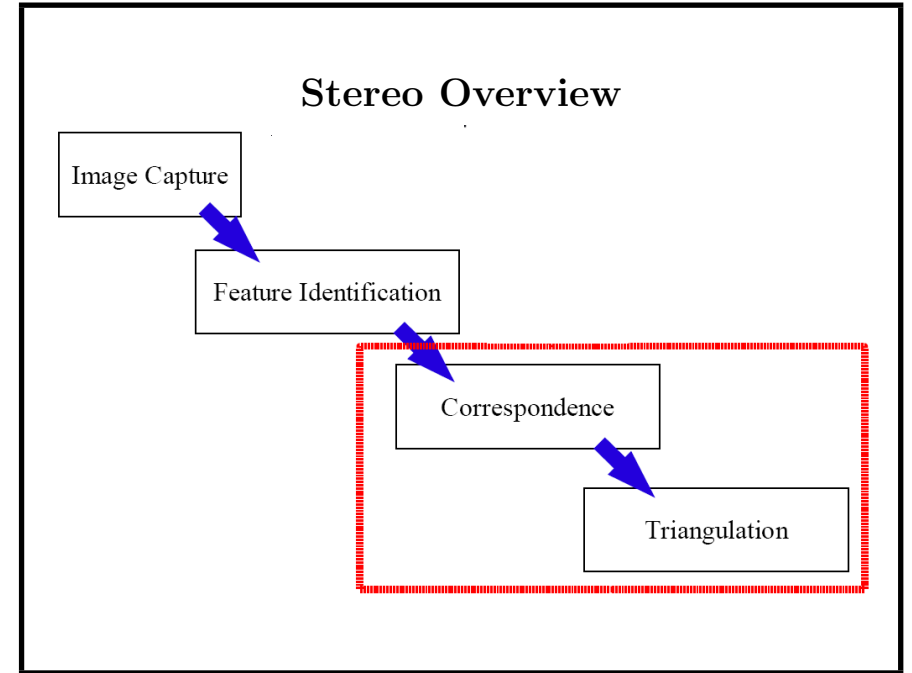 Stereo Overview
Image Capture
Feature Identification
Correspondence
Triangulation